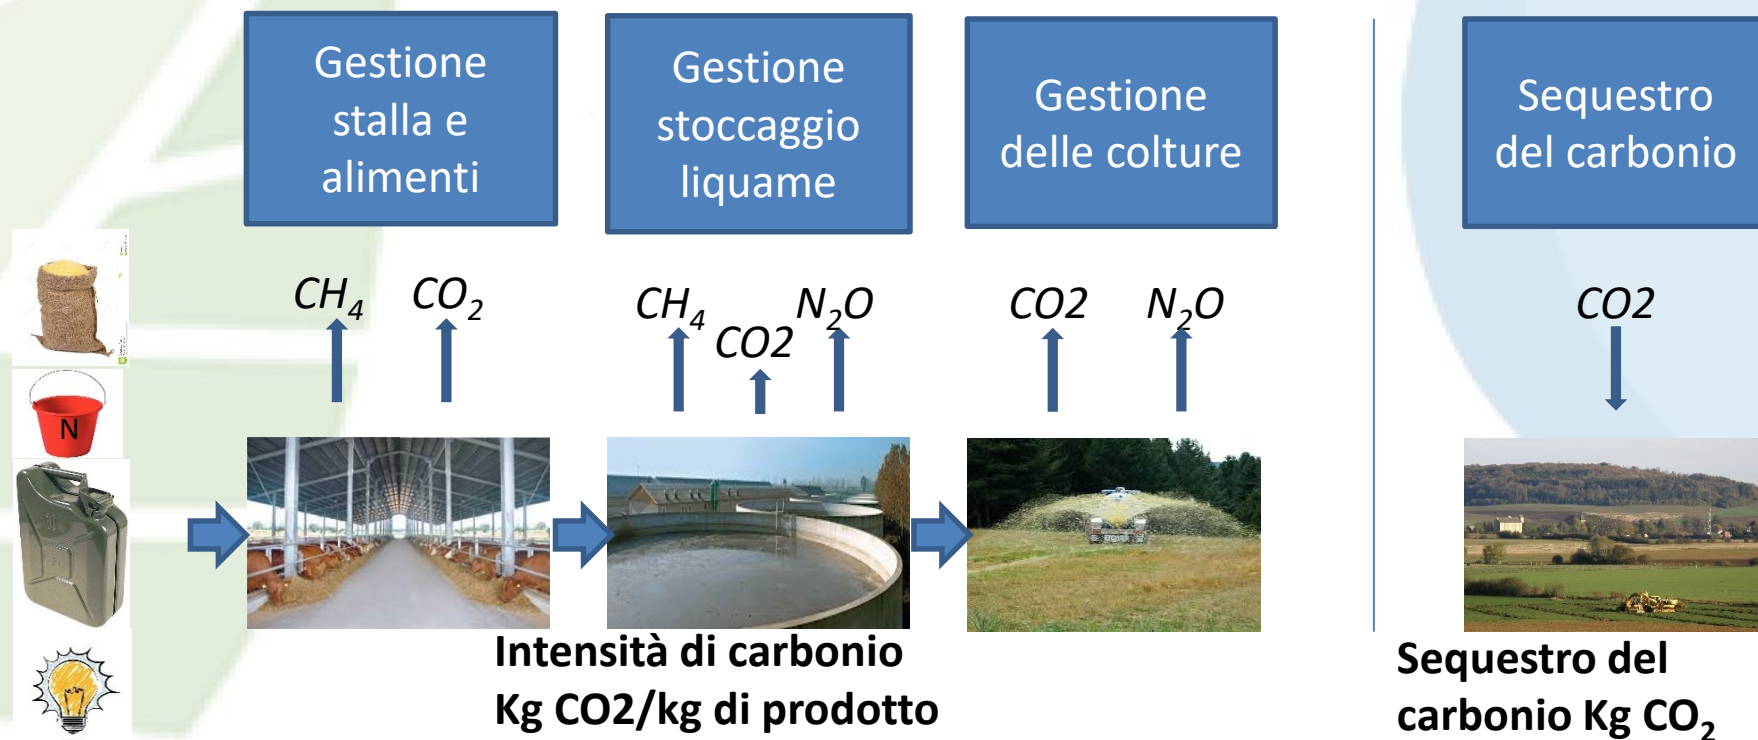 Gestione
stalla e
alimenti
Gestione
stoccaggio
liquame
Gestione
delle colture
Sequestro
del carbonio
CH₄ CO₂
CH₄ CO2 N₂O
CO2 N₂O
CO2
N
Intensità di carbonio
Kg CO2/kg di prodotto
Sequestro del
carbonio Kg CO₂